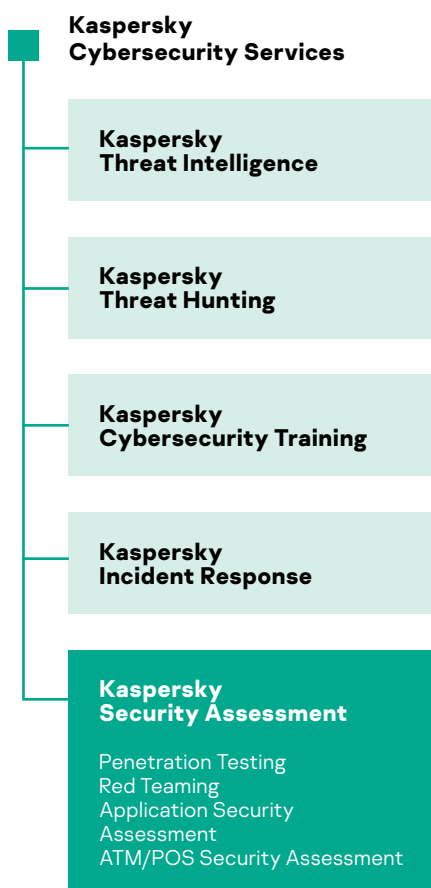 Kaspersky
Cybersecurity Services
Kaspersky
Threat Intelligence
Kaspersky
Threat Hunting
Kaspersky
Cybersecurity Training
Kaspersky
Incident Response
Kaspersky
Security Assessment
Penetration Testing
Red Teaming
Application Security
Assessment
ATM/POS Security Assessment